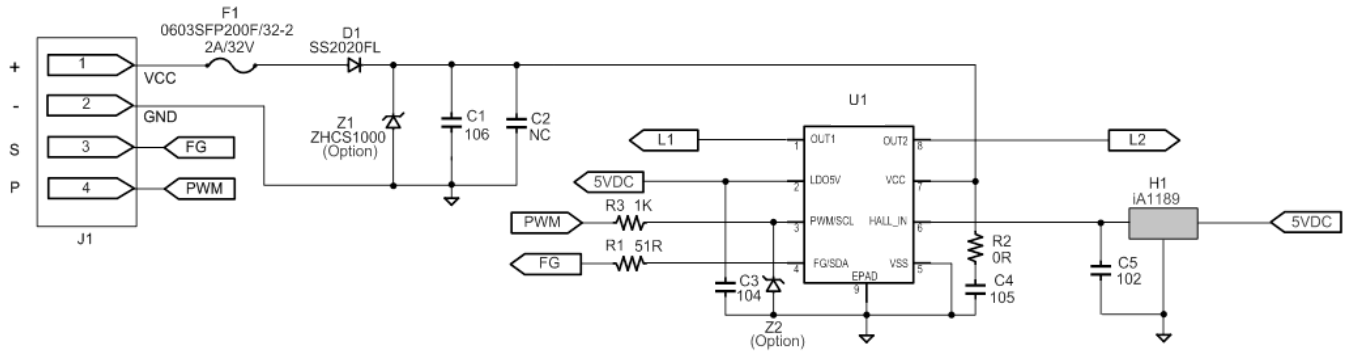 F1
0603SFP200F/32-2
2A/32V
D1
SS2020FL
+
1
VCC
-
2
GND
S
3
FG
P
4
PWM
J1
Z1
ZHCS1000
(Option)
C1
106
C2
NC
U1
L1
1
OUT1
OUT2
8
L2
5VDC
2
LDO5V
VCC
7
R3 1K
PWM
3
PWM/SCL
HALL_IN
6
H1
iA1189
5VDC
R1 51R
FG
4
FG/SDA
VSS
5
EPAD
9
R2
0R
C3
104
C4
105
C5
102
Z2
(Option)